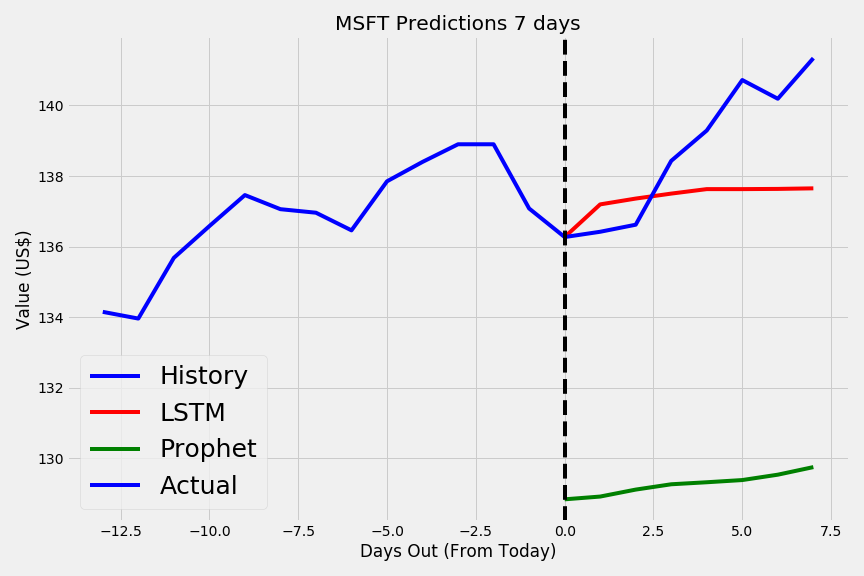 MSFT Predictions 7 days
Value (US$)
140
138
136
134
132
130
History
LSTM
Prophet
Actual
−12.5 −10.0 −7.5 −5.0 −2.5 0.0 2.5 5.0 7.5
Days Out (From Today)